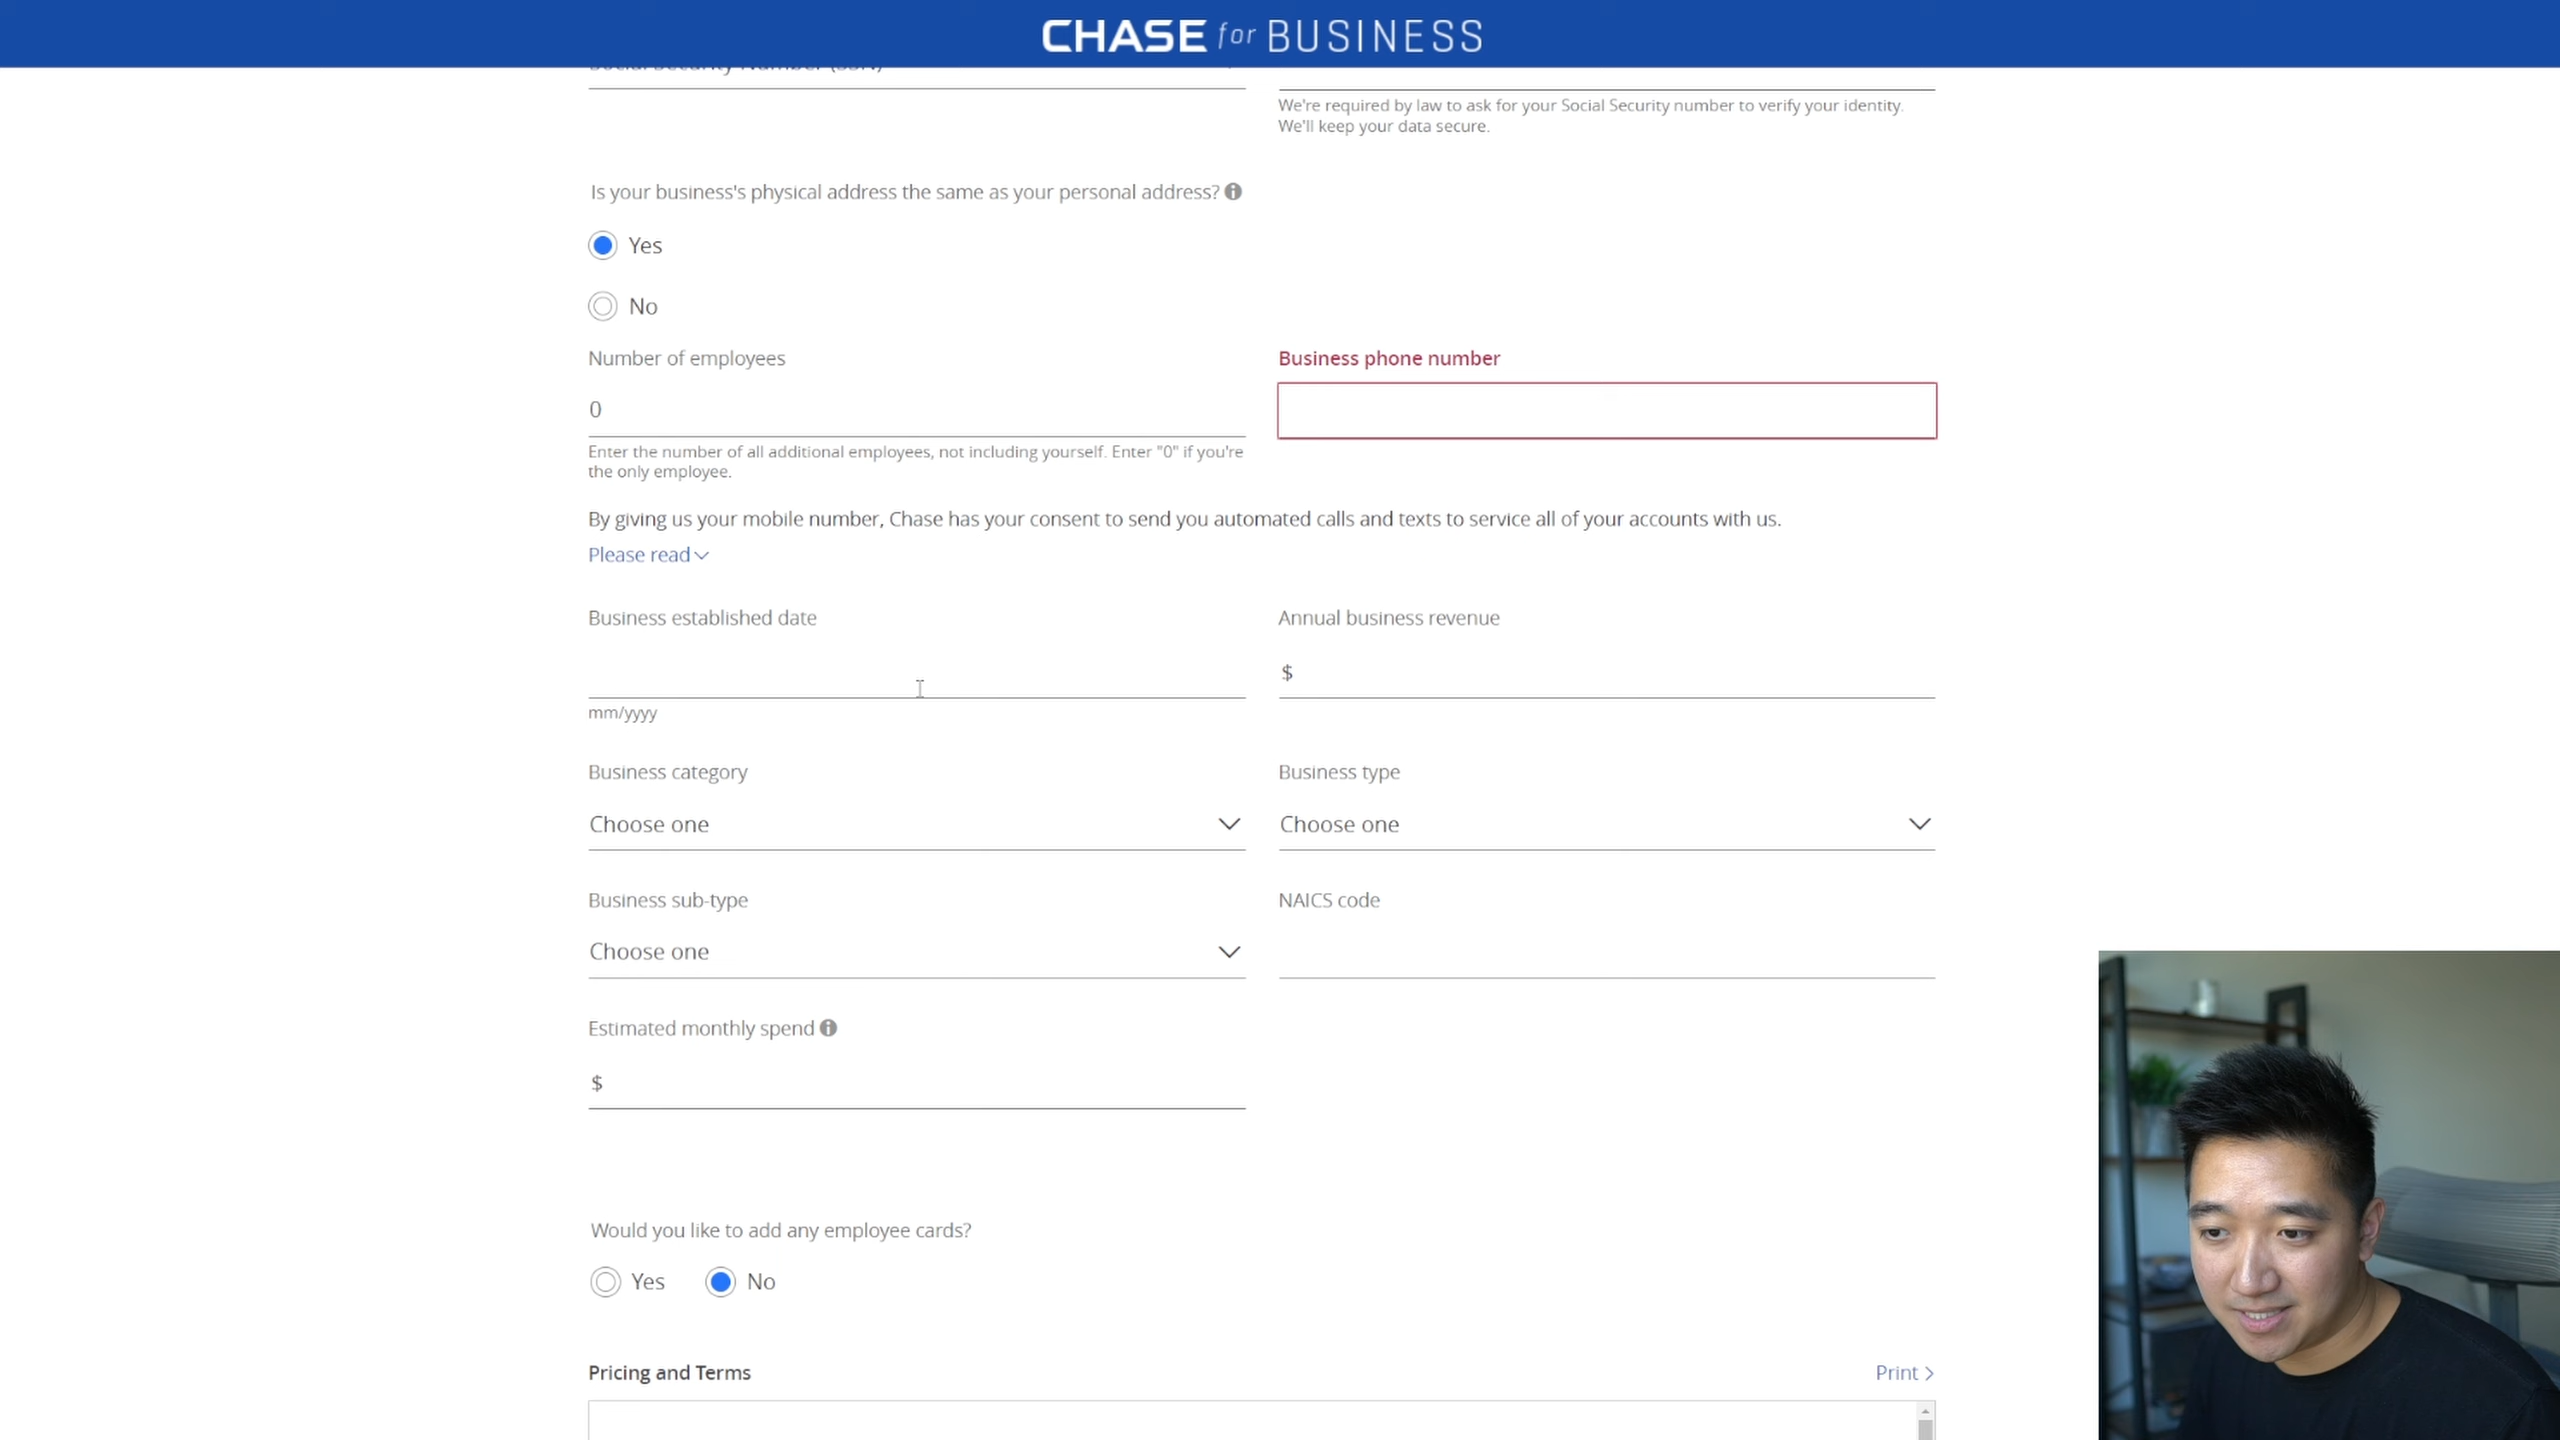 CHASE for BUSINESS
Social Security Number (SSN)
We're required by law to ask for your Social Security number to verify your identity.
We'll keep your data secure.
Is your business's physical address the same as your personal address?
Yes
No
Number of employees
Business phone number
0
Enter the number of all additional employees, not including yourself. Enter "0" if you're
the only employee.
By giving us your mobile number, Chase has your consent to send you automated calls and texts to service all of your accounts with us.
Please read
Business established date
Annual business revenue
$
mm/yyyy
Business category
Business type
Choose one
Choose one
Business sub-type
NAICS code
Choose one
Estimated monthly spend
$
Would you like to add any employee cards?
Yes No
Pricing and Terms
Print